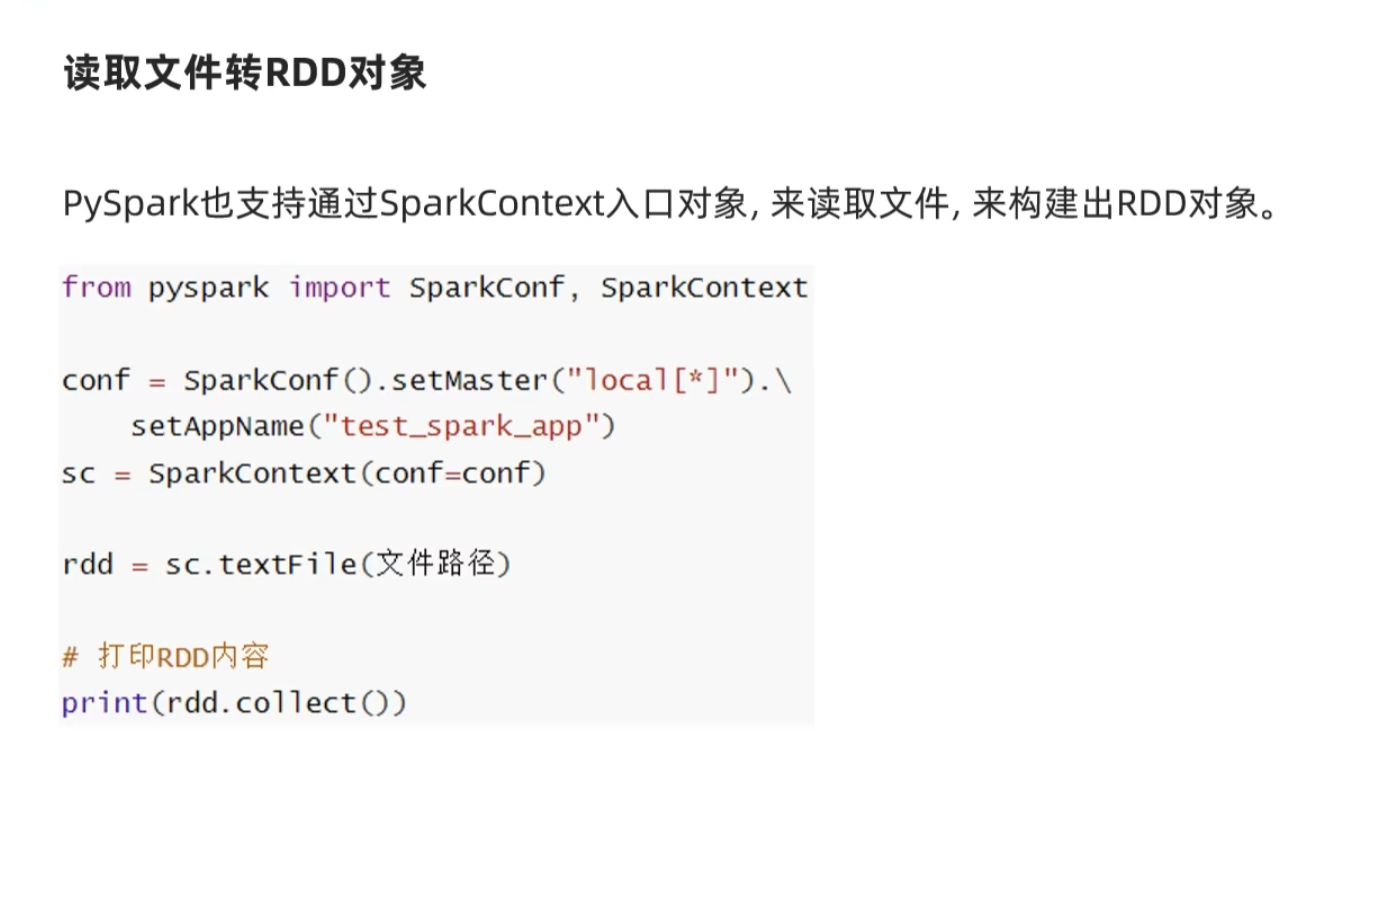 读取文件转RDD对象
PySpark也支持通过SparkContext入口对象, 来读取文件, 来构建出RDD对象。
from pyspark import SparkConf, SparkContext
conf = SparkConf().setMaster("local[*]").\
    setAppName("test_spark_app")
sc = SparkContext(conf=conf)
rdd = sc.textFile(文件路径)
# 打印RDD内容
print(rdd.collect())